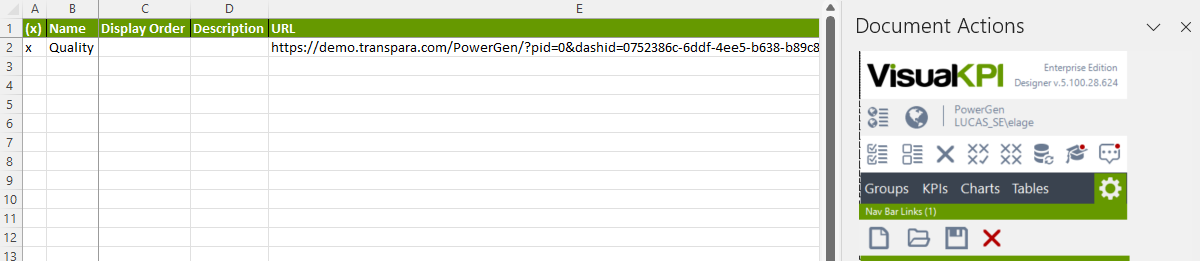 A B C D E
1 (x) Name Display Order Description URL
2 x Quality https://demo.transpara.com/PowerGen/?pid=0&dashid=0752386c-6ddf-4ee5-b638-b89c8
3
4
5
6
7
8
9
10
11
12
13
Document Actions
VisualKPI
Enterprise Edition
Designer v.5.100.28.624
PowerGen
LUCAS_SE\elage
Groups KPIs Charts Tables
Nav Bar Links (1)